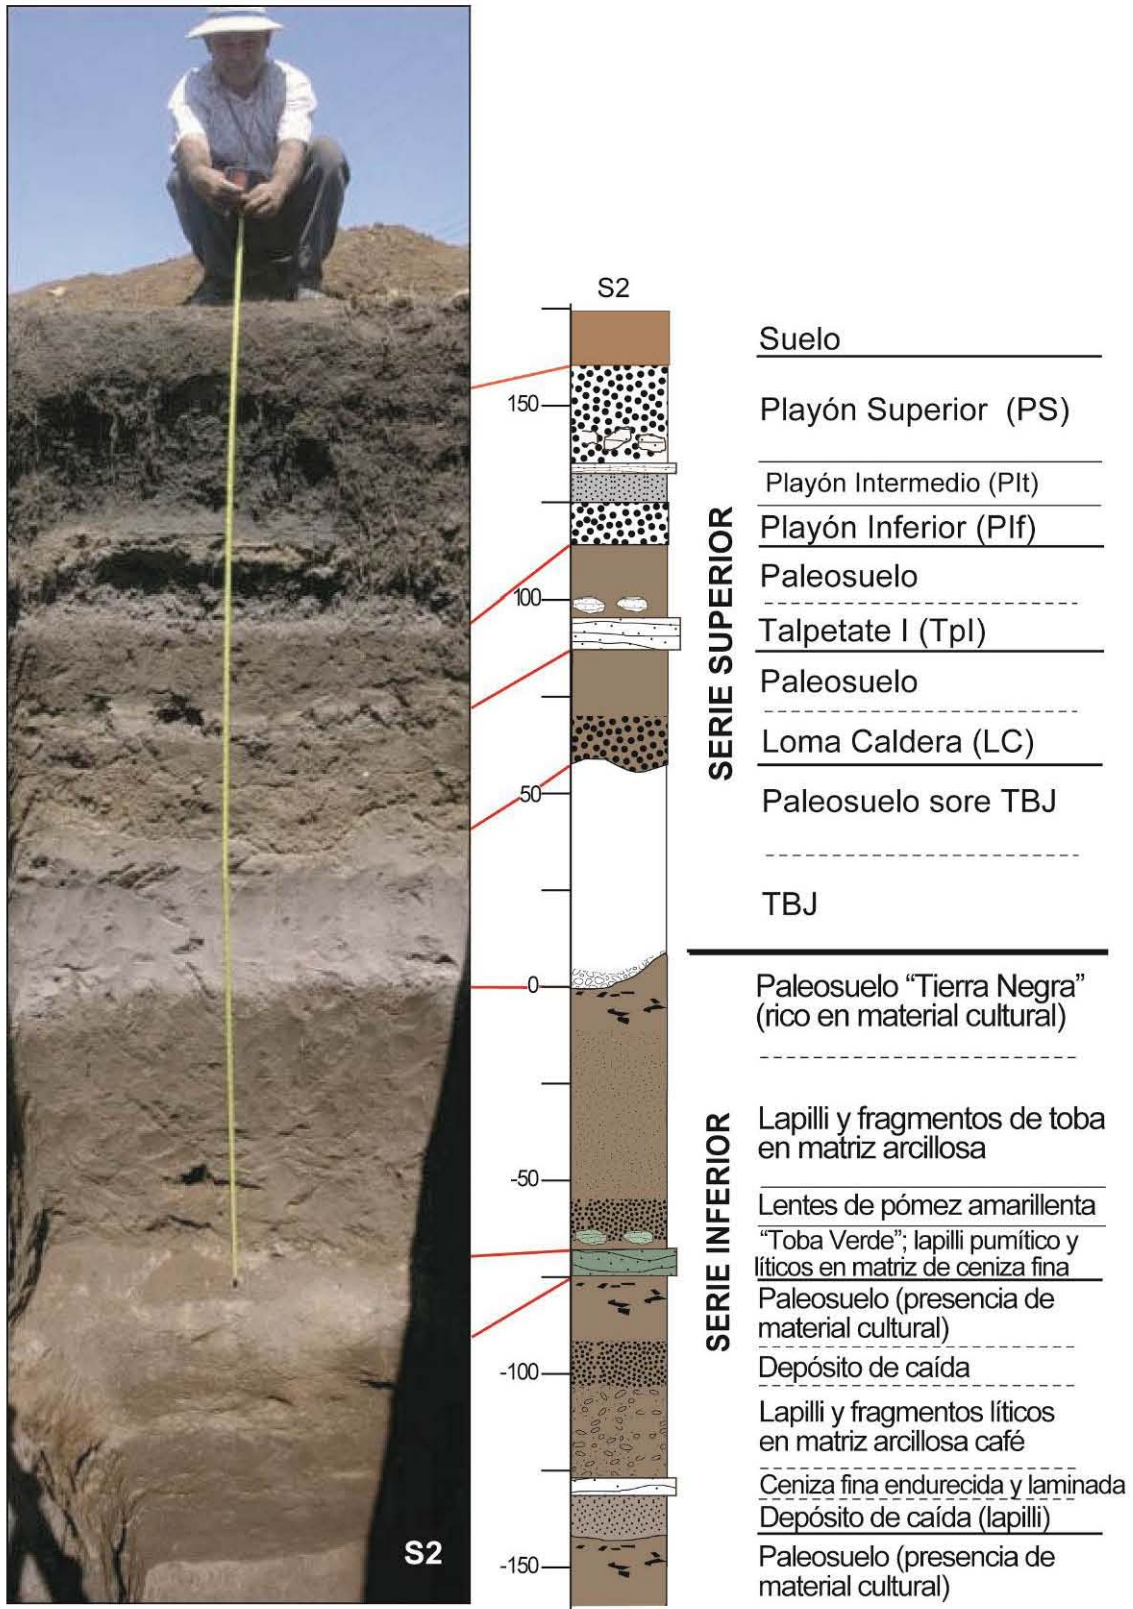 S2
S2
Suelo
150
Playón Superior (PS)
Playón Intermedio (PIt)
Playón Inferior (PIf)
Paleosuelo
100
Talpetate I (TpI)
Paleosuelo
SERIE SUPERIOR
Loma Caldera (LC)
50
Paleosuelo sore TBJ
TBJ
0
Paleosuelo “Tierra Negra”
(rico en material cultural)
Lapilli y fragmentos de toba
en matriz arcillosa
-50
SERIE INFERIOR
Lentes de pómez amarillenta
“Toba Verde”; lapilli pumítico y
líticos en matriz de ceniza fina
Paleosuelo (presencia de
material cultural)
-100
Depósito de caída
Lapilli y fragmentos líticos
en matriz arcillosa café
Ceniza fina endurecida y laminada
Depósito de caída (lapilli)
-150
Paleosuelo (presencia de
material cultural)